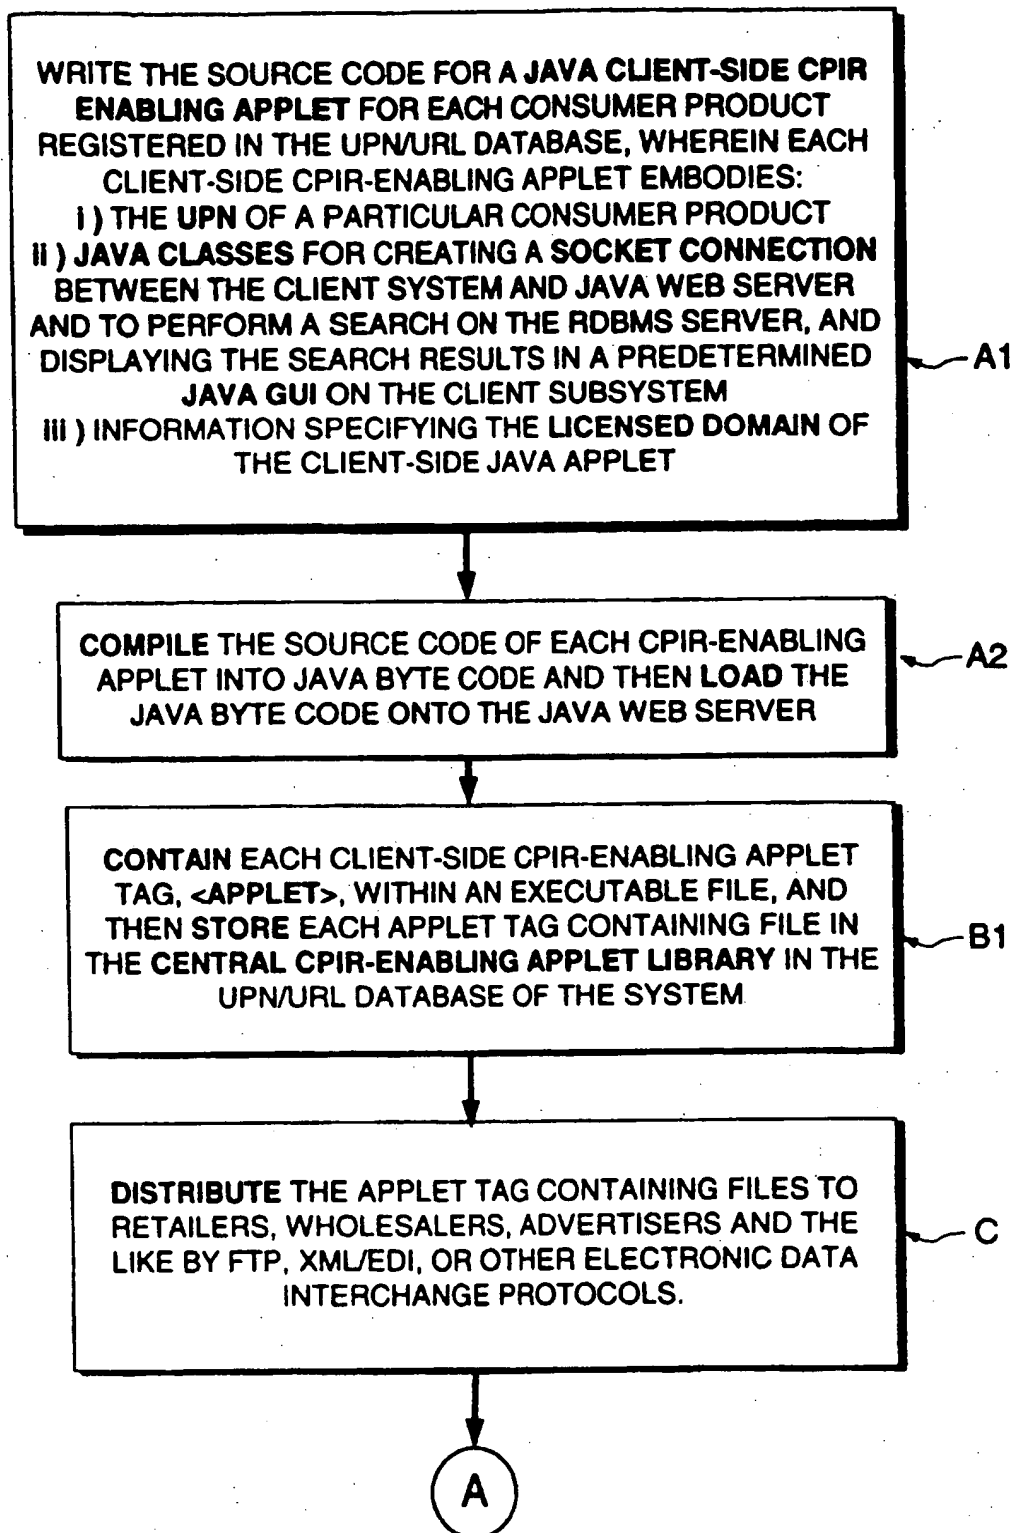 WRITE THE SOURCE CODE FOR A JAVA CLIENT-SIDE CPIR
ENABLING APPLET FOR EACH CONSUMER PRODUCT
REGISTERED IN THE UPN/URL DATABASE, WHEREIN EACH
CLIENT-SIDE CPIR-ENABLING APPLET EMBODIES:
i ) THE UPN OF A PARTICULAR CONSUMER PRODUCT
ii ) JAVA CLASSES FOR CREATING A SOCKET CONNECTION
BETWEEN THE CLIENT SYSTEM AND JAVA WEB SERVER
AND TO PERFORM A SEARCH ON THE RDBMS SERVER, AND
DISPLAYING THE SEARCH RESULTS IN A PREDETERMINED
JAVA GUI ON THE CLIENT SUBSYSTEM
iii ) INFORMATION SPECIFYING THE LICENSED DOMAIN OF
THE CLIENT-SIDE JAVA APPLET
A1
COMPILE THE SOURCE CODE OF EACH CPIR-ENABLING
APPLET INTO JAVA BYTE CODE AND THEN LOAD THE
JAVA BYTE CODE ONTO THE JAVA WEB SERVER
A2
CONTAIN EACH CLIENT-SIDE CPIR-ENABLING APPLET
TAG, <APPLET>, WITHIN AN EXECUTABLE FILE, AND
THEN STORE EACH APPLET TAG CONTAINING FILE IN
THE CENTRAL CPIR-ENABLING APPLET LIBRARY IN THE
UPN/URL DATABASE OF THE SYSTEM
B1
DISTRIBUTE THE APPLET TAG CONTAINING FILES TO
RETAILERS, WHOLESALERS, ADVERTISERS AND THE
LIKE BY FTP, XML/EDI, OR OTHER ELECTRONIC DATA
INTERCHANGE PROTOCOLS.
C
A